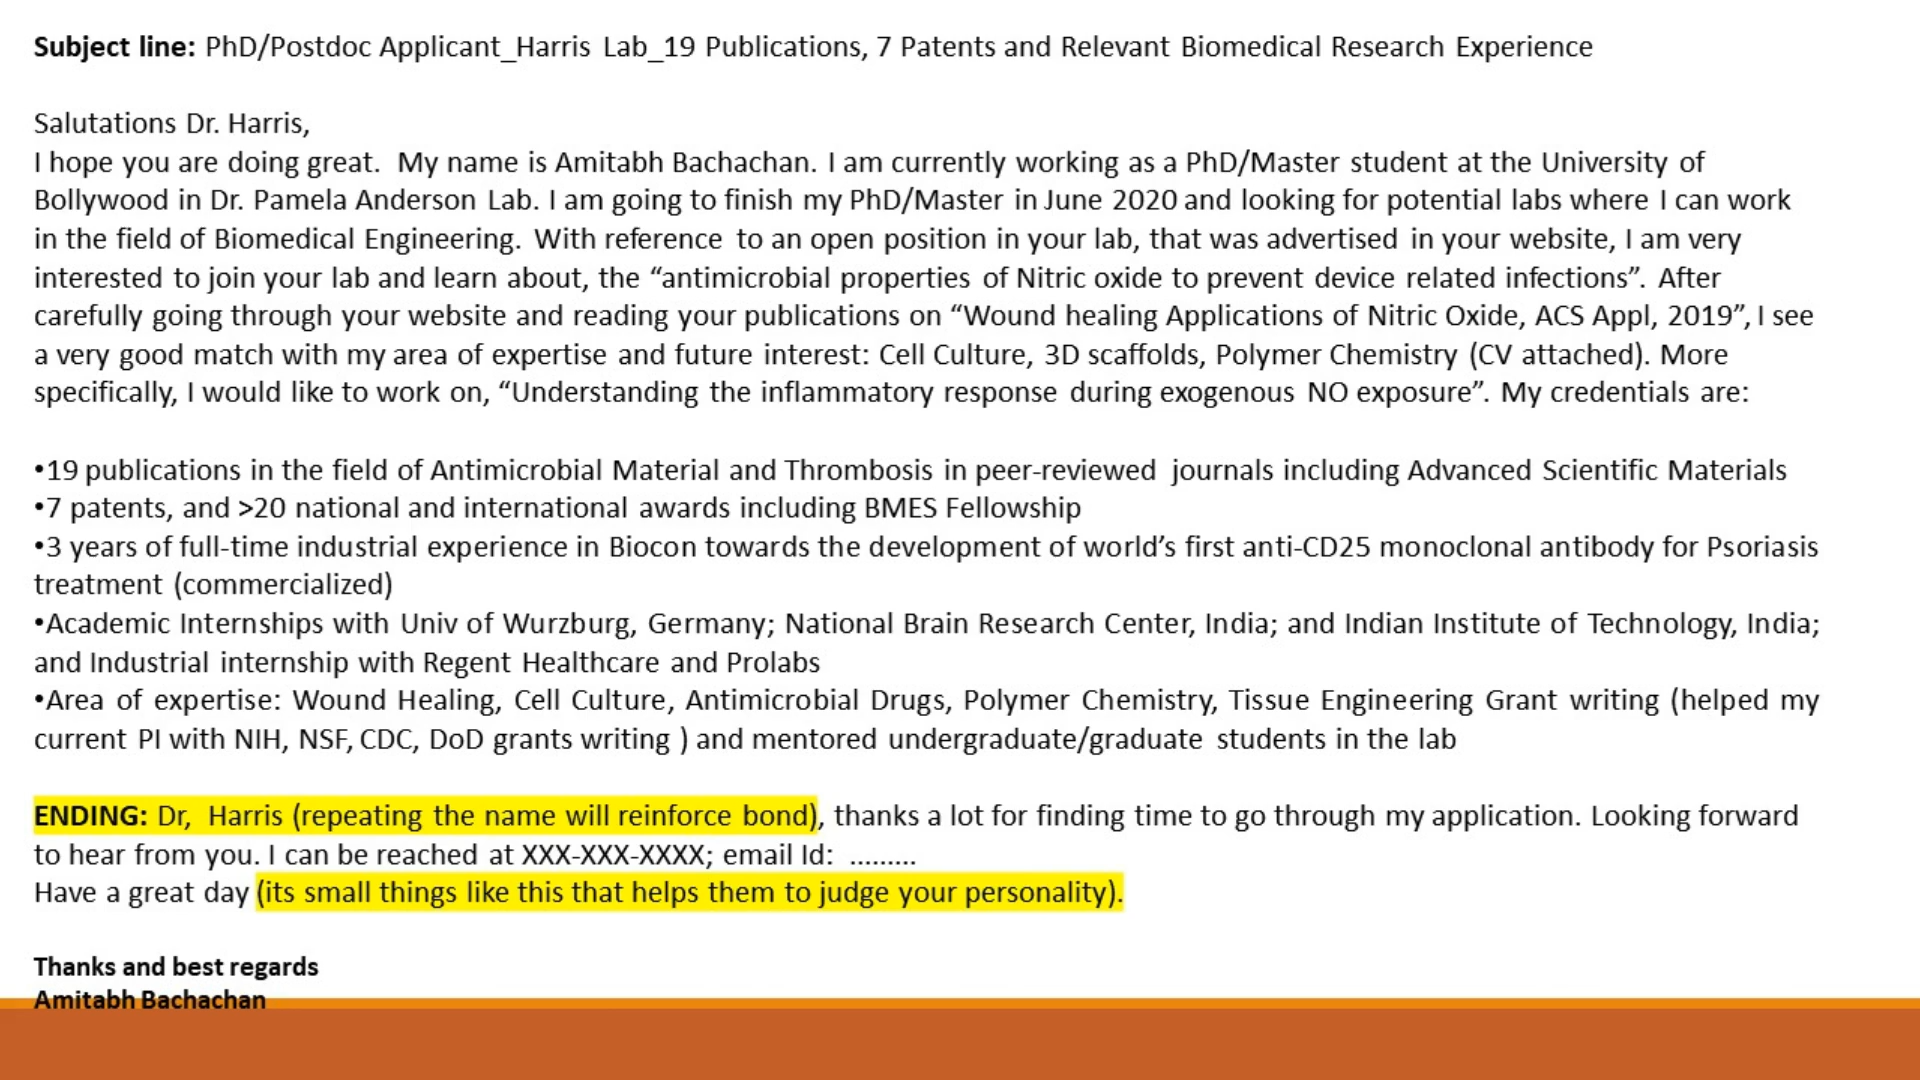 Subject line: PhD/Postdoc Applicant_Harris Lab_19 Publications, 7 Patents and Relevant Biomedical Research Experience
Salutations Dr. Harris,
I hope you are doing great. My name is Amitabh Bachachan. I am currently working as a PhD/Master student at the University of
Bollywood in Dr. Pamela Anderson Lab. I am going to finish my PhD/Master in June 2020 and looking for potential labs where I can work
in the field of Biomedical Engineering. With reference to an open position in your lab, that was advertised in your website, I am very
interested to join your lab and learn about, the “antimicrobial properties of Nitric oxide to prevent device related infections”. After
carefully going through your website and reading your publications on “Wound healing Applications of Nitric Oxide, ACS Appl, 2019”, I see
a very good match with my area of expertise and future interest: Cell Culture, 3D scaffolds, Polymer Chemistry (CV attached). More
specifically, I would like to work on, “Understanding the inflammatory response during exogenous NO exposure”. My credentials are:
•19 publications in the field of Antimicrobial Material and Thrombosis in peer-reviewed journals including Advanced Scientific Materials
•7 patents, and >20 national and international awards including BMES Fellowship
•3 years of full-time industrial experience in Biocon towards the development of world’s first anti-CD25 monoclonal antibody for Psoriasis
treatment (commercialized)
•Academic Internships with Univ of Wurzburg, Germany; National Brain Research Center, India; and Indian Institute of Technology, India;
and Industrial internship with Regent Healthcare and Prolabs
•Area of expertise: Wound Healing, Cell Culture, Antimicrobial Drugs, Polymer Chemistry, Tissue Engineering Grant writing (helped my
current PI with NIH, NSF, CDC, DoD grants writing ) and mentored undergraduate/graduate students in the lab
ENDING: Dr, Harris (repeating the name will reinforce bond), thanks a lot for finding time to go through my application. Looking forward
to hear from you. I can be reached at XXX-XXX-XXXX; email Id: .........
Have a great day (its small things like this that helps them to judge your personality).
Thanks and best regards
Amitabh Bachachan